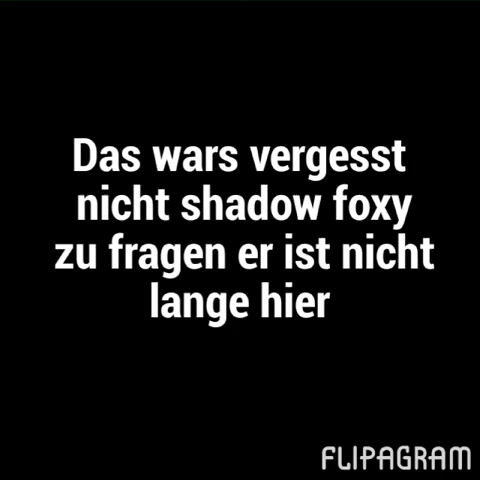 Das wars vergesst
nicht shadow foxy
zu fragen er ist nicht
lange hier
FLIPAGRAM